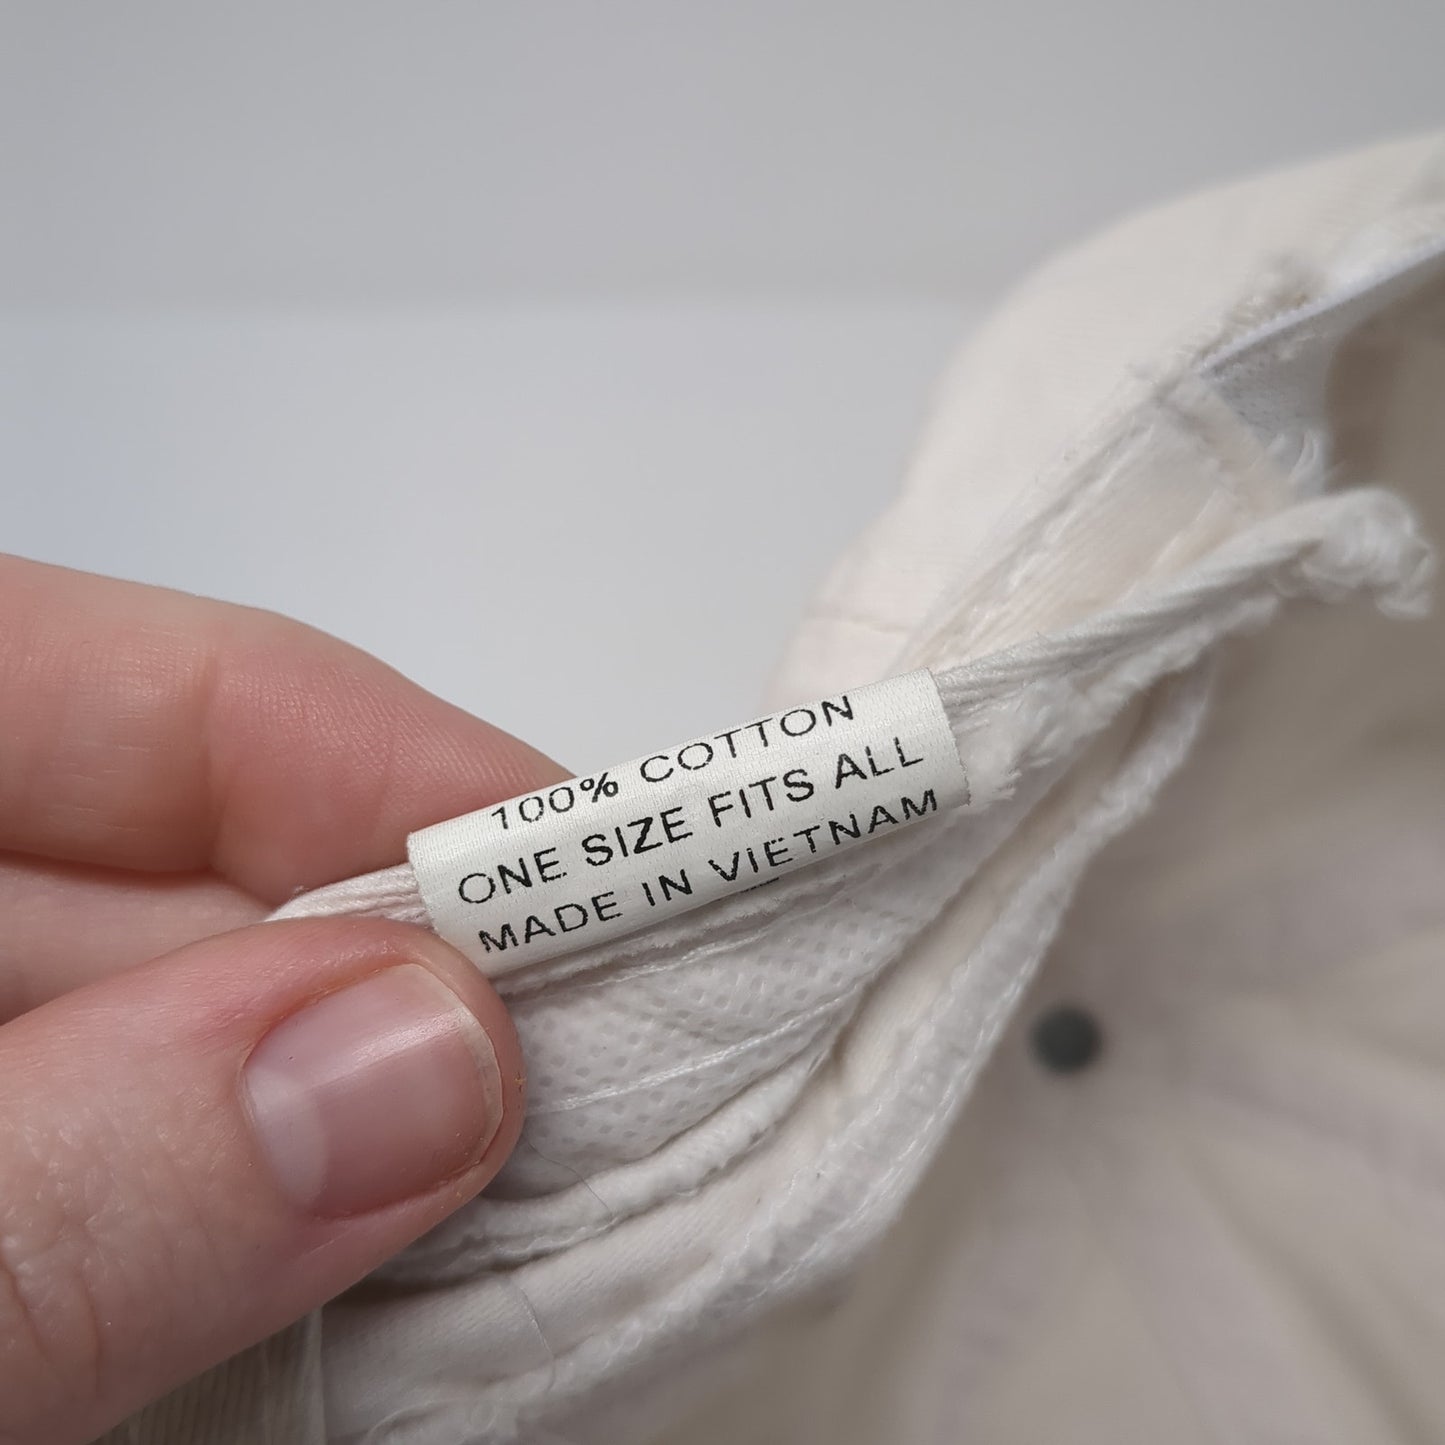 100% COTTON
ONE SIZE FITS ALL
MADE IN VIETNAM